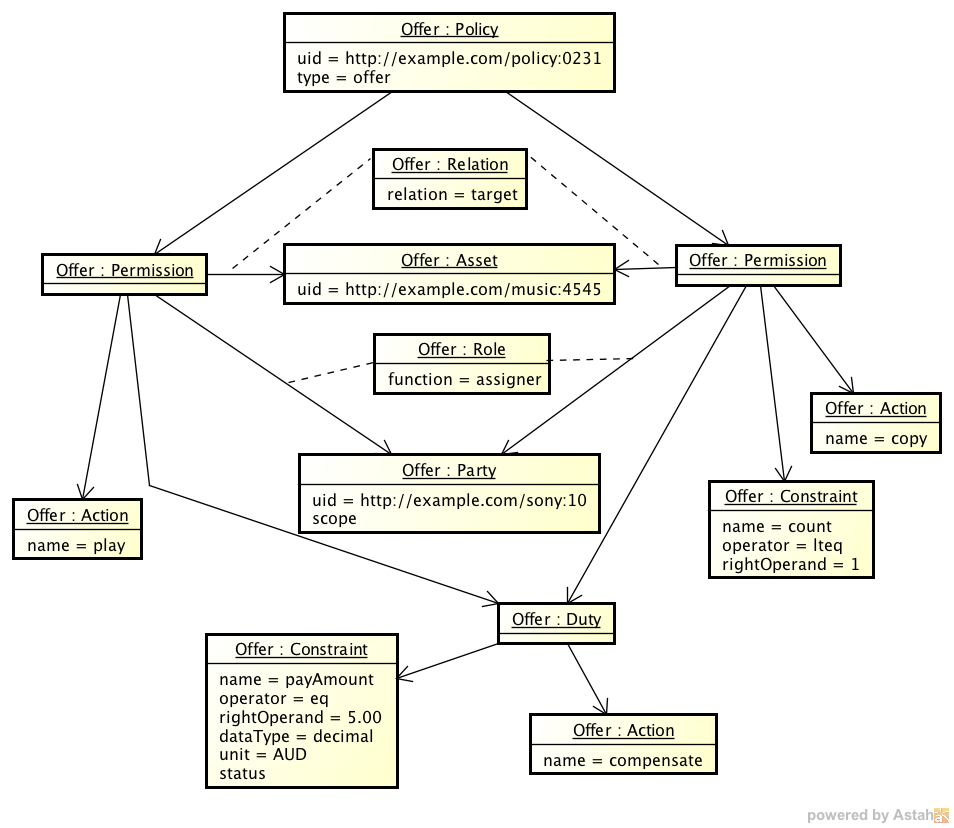 Offer : Policy
uid = http://example.com/policy:0231
type = offer
Offer : Relation
relation = target
Offer : Permission
Offer : Asset
uid = http://example.com/music:4545
Offer : Permission
Offer : Role
function = assigner
Offer : Action
name = copy
Offer : Party
uid = http://example.com/sony:10
scope
Offer : Constraint
name = count
operator = lteq
rightOperand = 1
Offer : Action
name = play
Offer : Duty
Offer : Constraint
name = payAmount
operator = eq
rightOperand = 5.00
dataType = decimal
unit = AUD
status
Offer : Action
name = compensate
powered by Astah